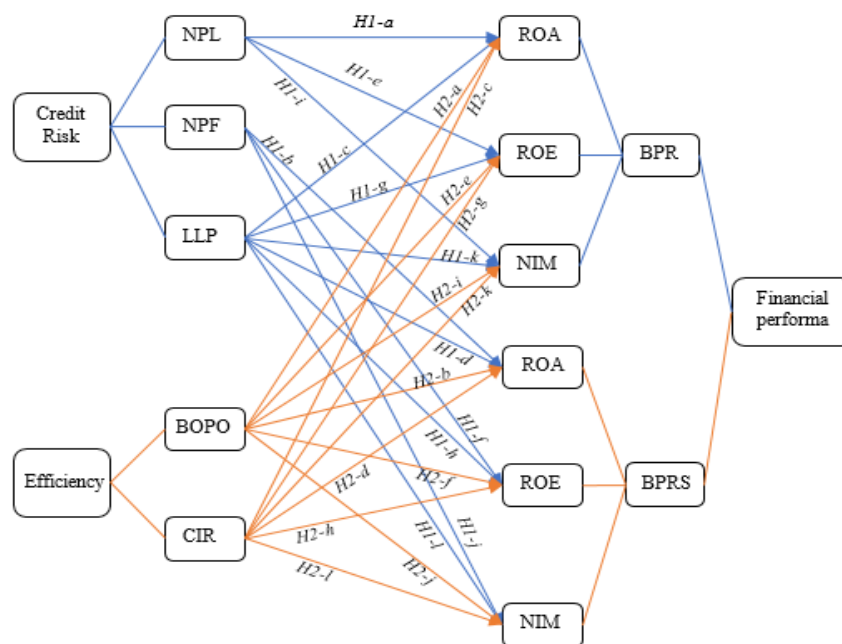 H1-a
NPL
ROA
H1-e
H1-i
H2-a
H2-c
Credit
Risk
NPF
H1-b
H1-c
ROE
BPR
H2-e
H1-g
H2-g
LLP
H1-k
NIM
H2-i
H2-k
Financial
performa
H1-d
ROA
H2-b
BOPO
H1-f
H1-h
Efficiency
H2-d
H2-f
ROE
BPRS
CIR
H2-h
H1-l
H1-j
H2-l
H2-j
NIM